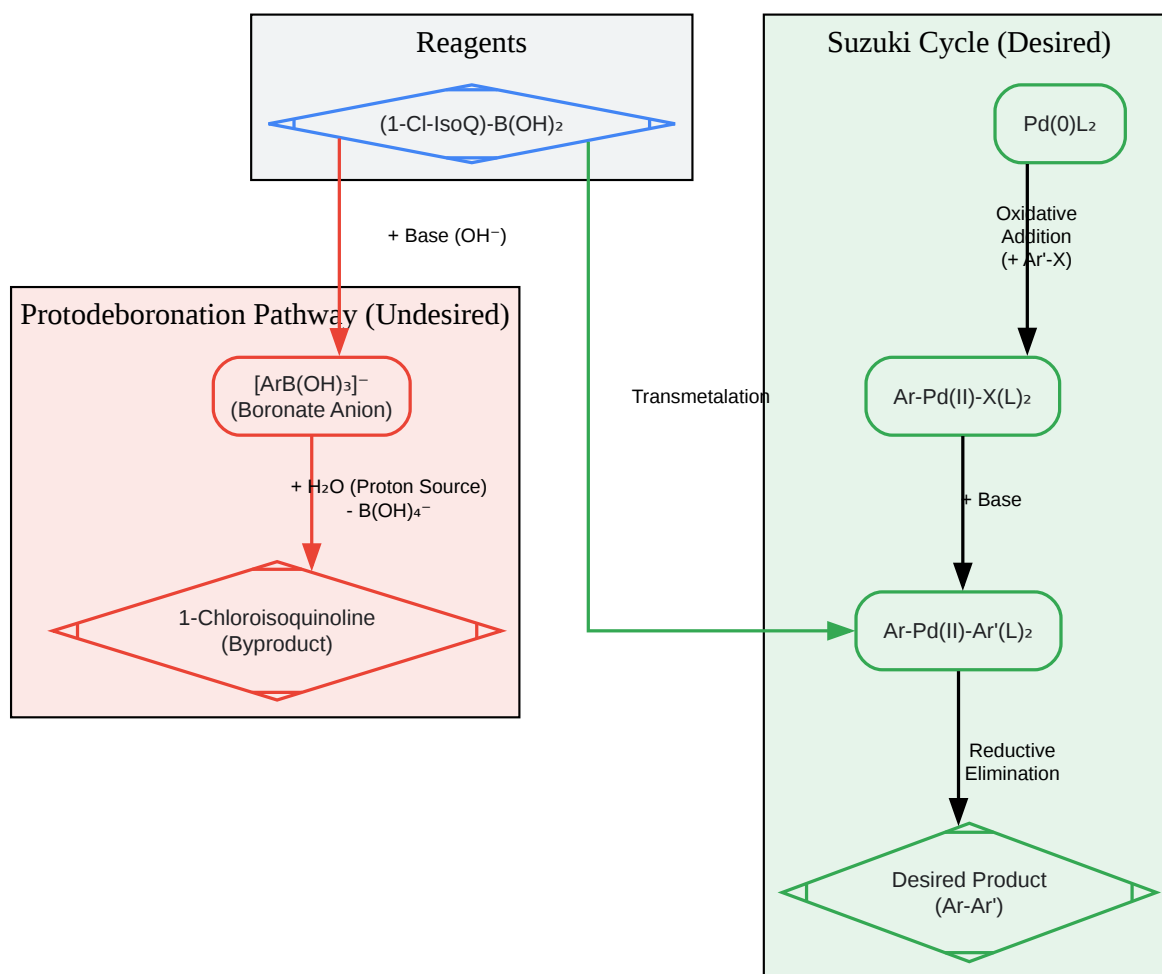 Reagents
(1-Cl-IsoQ)-B(OH)₂
+ Base (OH⁻)
Protodeboronation Pathway (Undesired)
[ArB(OH)₃]⁻
(Boronate Anion)
+ H₂O (Proton Source)
- B(OH)₄⁻
1-Chloroisoquinoline
(Byproduct)
Transmetalation
Suzuki Cycle (Desired)
Pd(0)L₂
Oxidative
Addition
(+ Ar'-X)
Ar-Pd(II)-X(L)₂
+ Base
Ar-Pd(II)-Ar'(L)₂
Reductive
Elimination
Desired Product
(Ar-Ar')